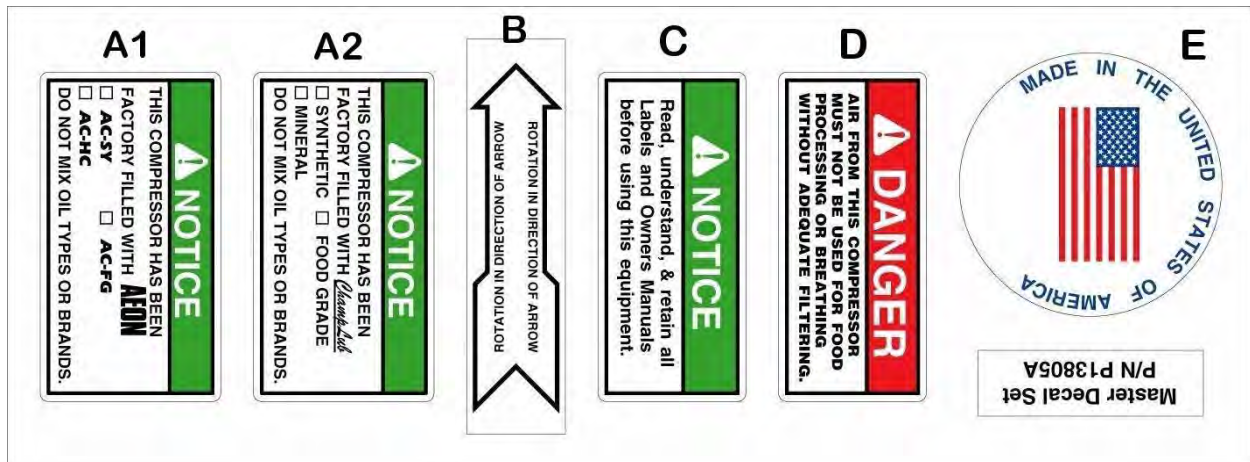 A1
NOTICE
THIS COMPRESSOR HAS BEEN
FACTORY FILLED WITH AEON
AC-SY AC-FG
AC-HC
DO NOT MIX OIL TYPES OR BRANDS.
A2
NOTICE
THIS COMPRESSOR HAS BEEN
FACTORY FILLED WITH ChampLub
SYNTHETIC FOOD GRADE
MINERAL
DO NOT MIX OIL TYPES OR BRANDS.
B
ROTATION IN DIRECTION OF ARROW
ROTATION IN DIRECTION OF ARROW
C
NOTICE
Read, understand, & retain all
Labels and Owners Manuals
before using this equipment.
D
DANGER
AIR FROM THIS COMPRESSOR
MUST NOT BE USED FOR FOOD
PROCESSING OR BREATHING
WITHOUT ADEQUATE FILTERING.
E
MADE IN THE UNITED STATES OF AMERICA
Master Decal Set
P/N P13805A